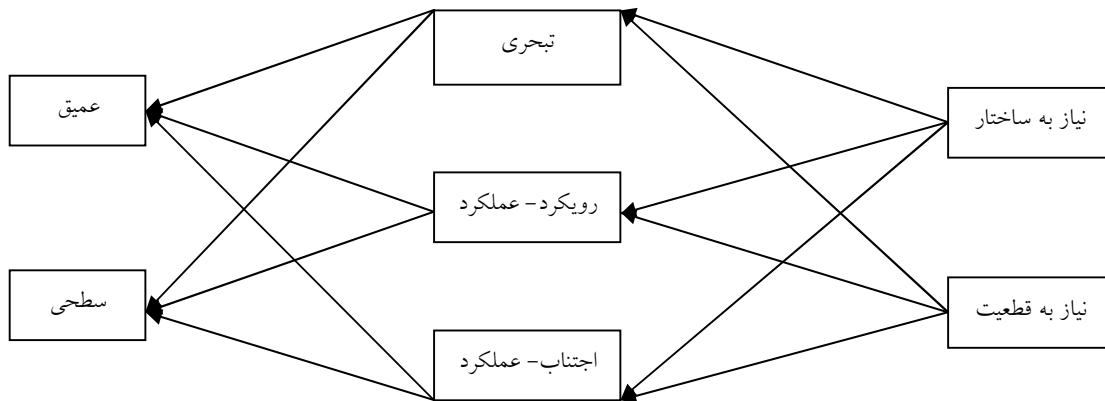 تبحری
عمیق
نیاز به ساختار
رویکرد- عملکرد
سطحی
نیاز به قطعیت
اجتناب- عملکرد